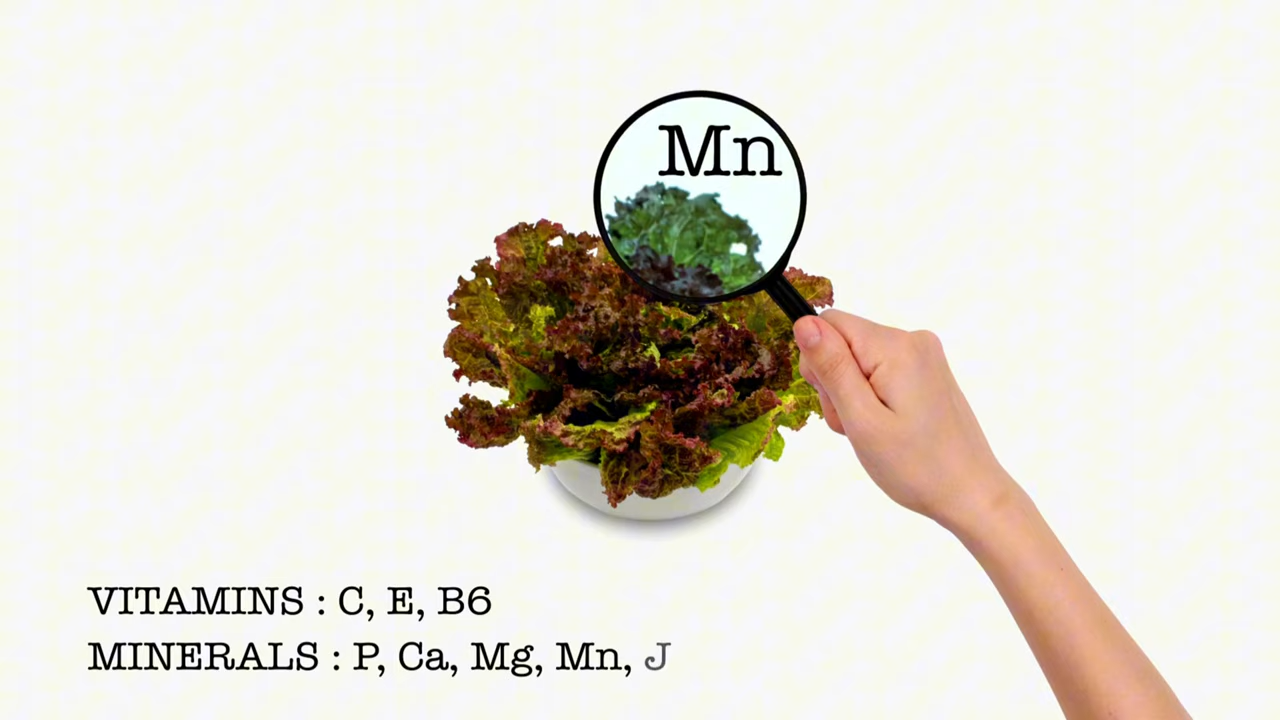 Mn
VITAMINS : C, E, B6
MINERALS : P, Ca, Mg, Mn, J